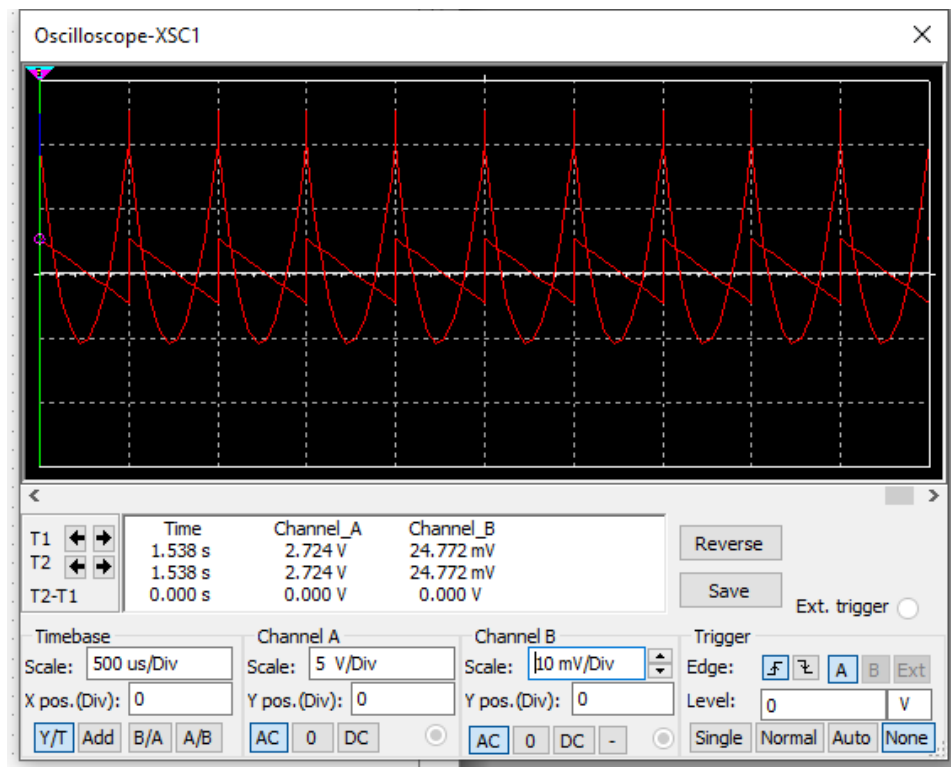 Oscilloscope-XSC1
Time Channel_A Channel_B
T1 1.538 s 2.724 V 24.772 mV
T2 1.538 s 2.724 V 24.772 mV
T2-T1 0.000 s 0.000 V 0.000 V
Reverse
Save
Ext. trigger
Timebase
Scale: 500 us/Div
X pos.(Div): 0
Y/T Add B/A A/B
Channel A
Scale: 5 V/Div
Y pos.(Div): 0
AC 0 DC
Channel B
Scale: 10 mV/Div
Y pos.(Div): 0
AC 0 DC -
Trigger
Edge: A B Ext
Level: 0 V
Single Normal Auto None